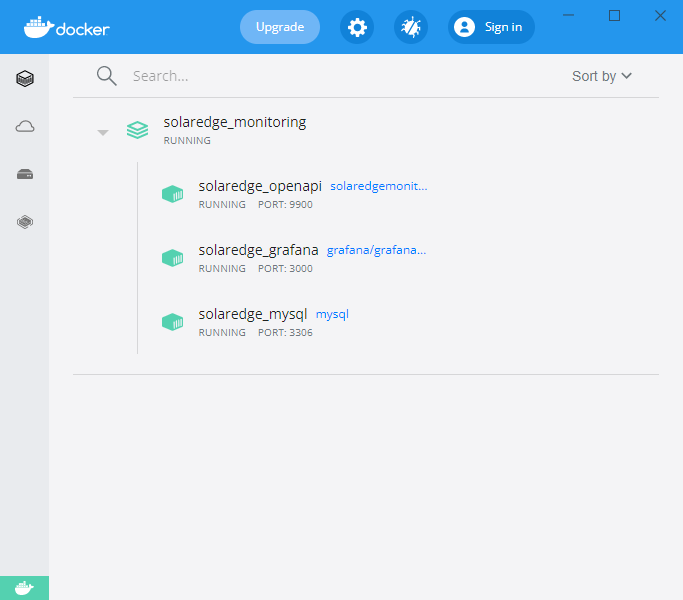 docker
Upgrade
Sign in
Search...
Sort by
solaredge_monitoring
RUNNING
solaredge_openapi solaredgemonit...
RUNNING PORT: 9900
solaredge_grafana grafana/grafana...
RUNNING PORT: 3000
solaredge_mysql mysql
RUNNING PORT: 3306